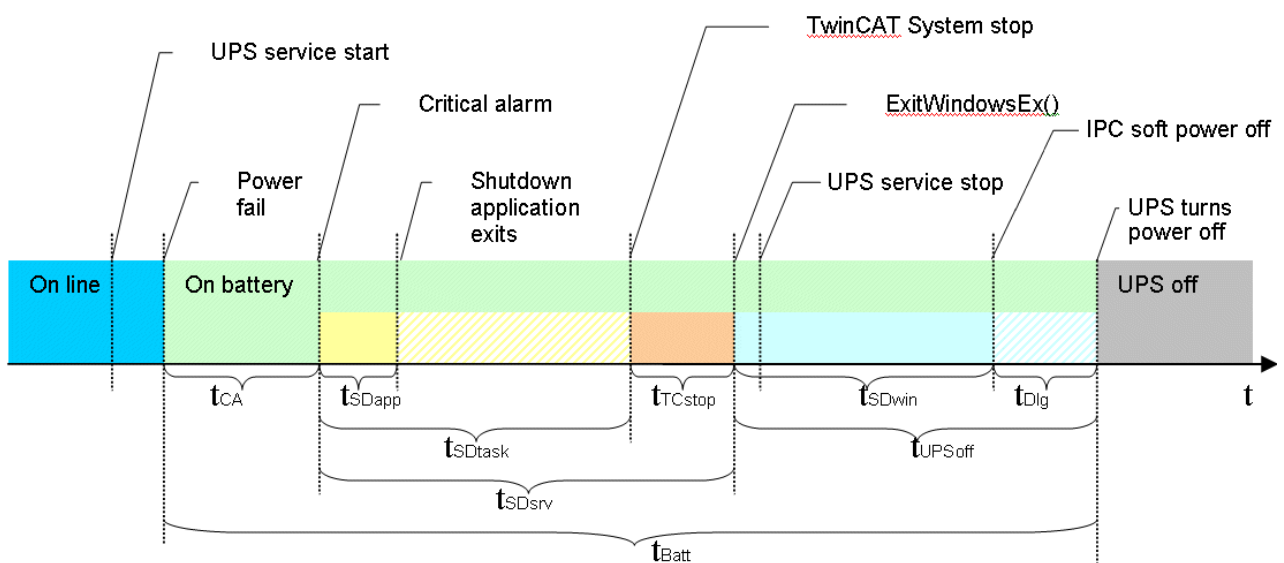 TwinCAT System stop
UPS service start
Critical alarm
ExitWindowsEx()
IPC soft power off
Power
fail
Shutdown
application
exits
UPS service stop
UPS turns
power off
On line
On battery
UPS off
tCA
tSDapp
tTCstop
tSDwin
tDlg
t
tSDtask
tUPSoff
tSDsrv
tBatt